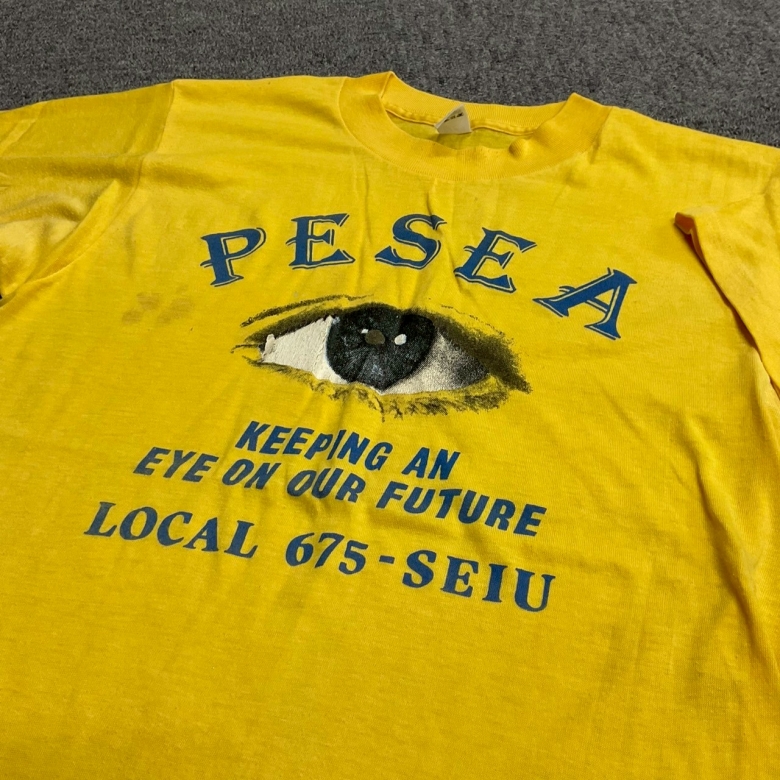 PESEA
KEEPING AN
EYE ON OUR FUTURE
LOCAL 675-SEIU